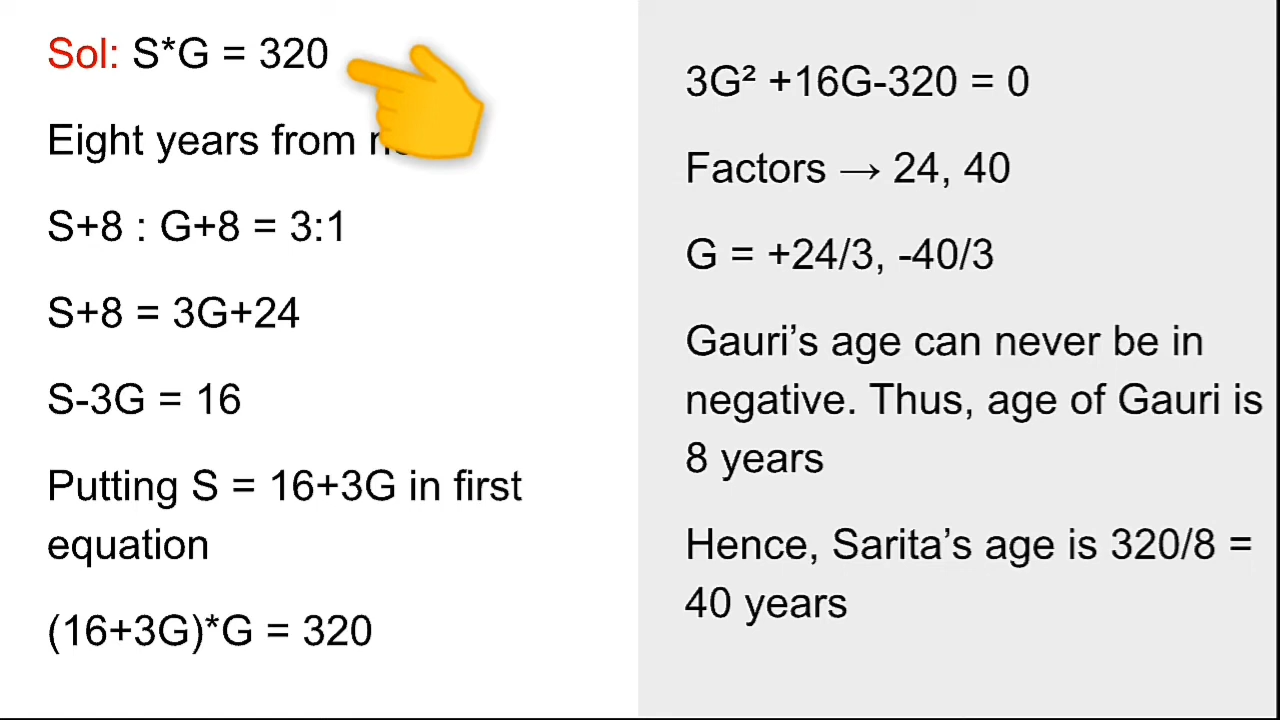 Sol: S*G = 320
Eight years from
S+8 : G+8 = 3:1
S+8 = 3G+24
S-3G = 16
Putting S = 16+3G in first
equation
(16+3G)*G = 320
3G² +16G-320 = 0
Factors → 24, 40
G = +24/3, -40/3
Gauri’s age can never be in
negative. Thus, age of Gauri is
8 years
Hence, Sarita’s age is 320/8 =
40 years